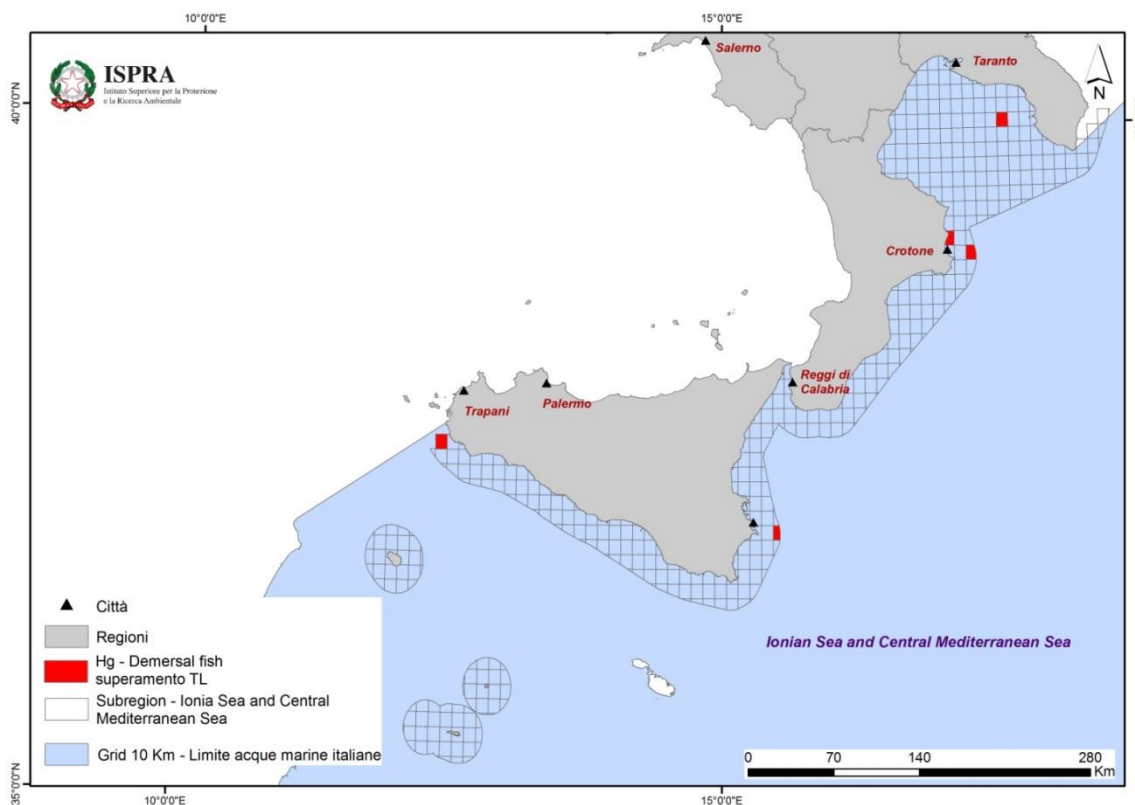 10°0'0"E
15°0'0"E
ISPRA
Istituto Superiore per la Protezione
e la Ricerca Ambientale
Salerno
Taranto
N
40°0'0"N
Crotone
Reggi di
Calabria
Trapani
Palermo
Città
Regioni
Hg - Demersal fish
superamento TL
Subregion - Ionia Sea and Central
Mediterranean Sea
Grid 10 Km - Limite acque marine italiane
Ionian Sea and Central Mediterranean Sea
0 70 140 280
Km
35°0'0"N
10°0'0"E
15°0'0"E